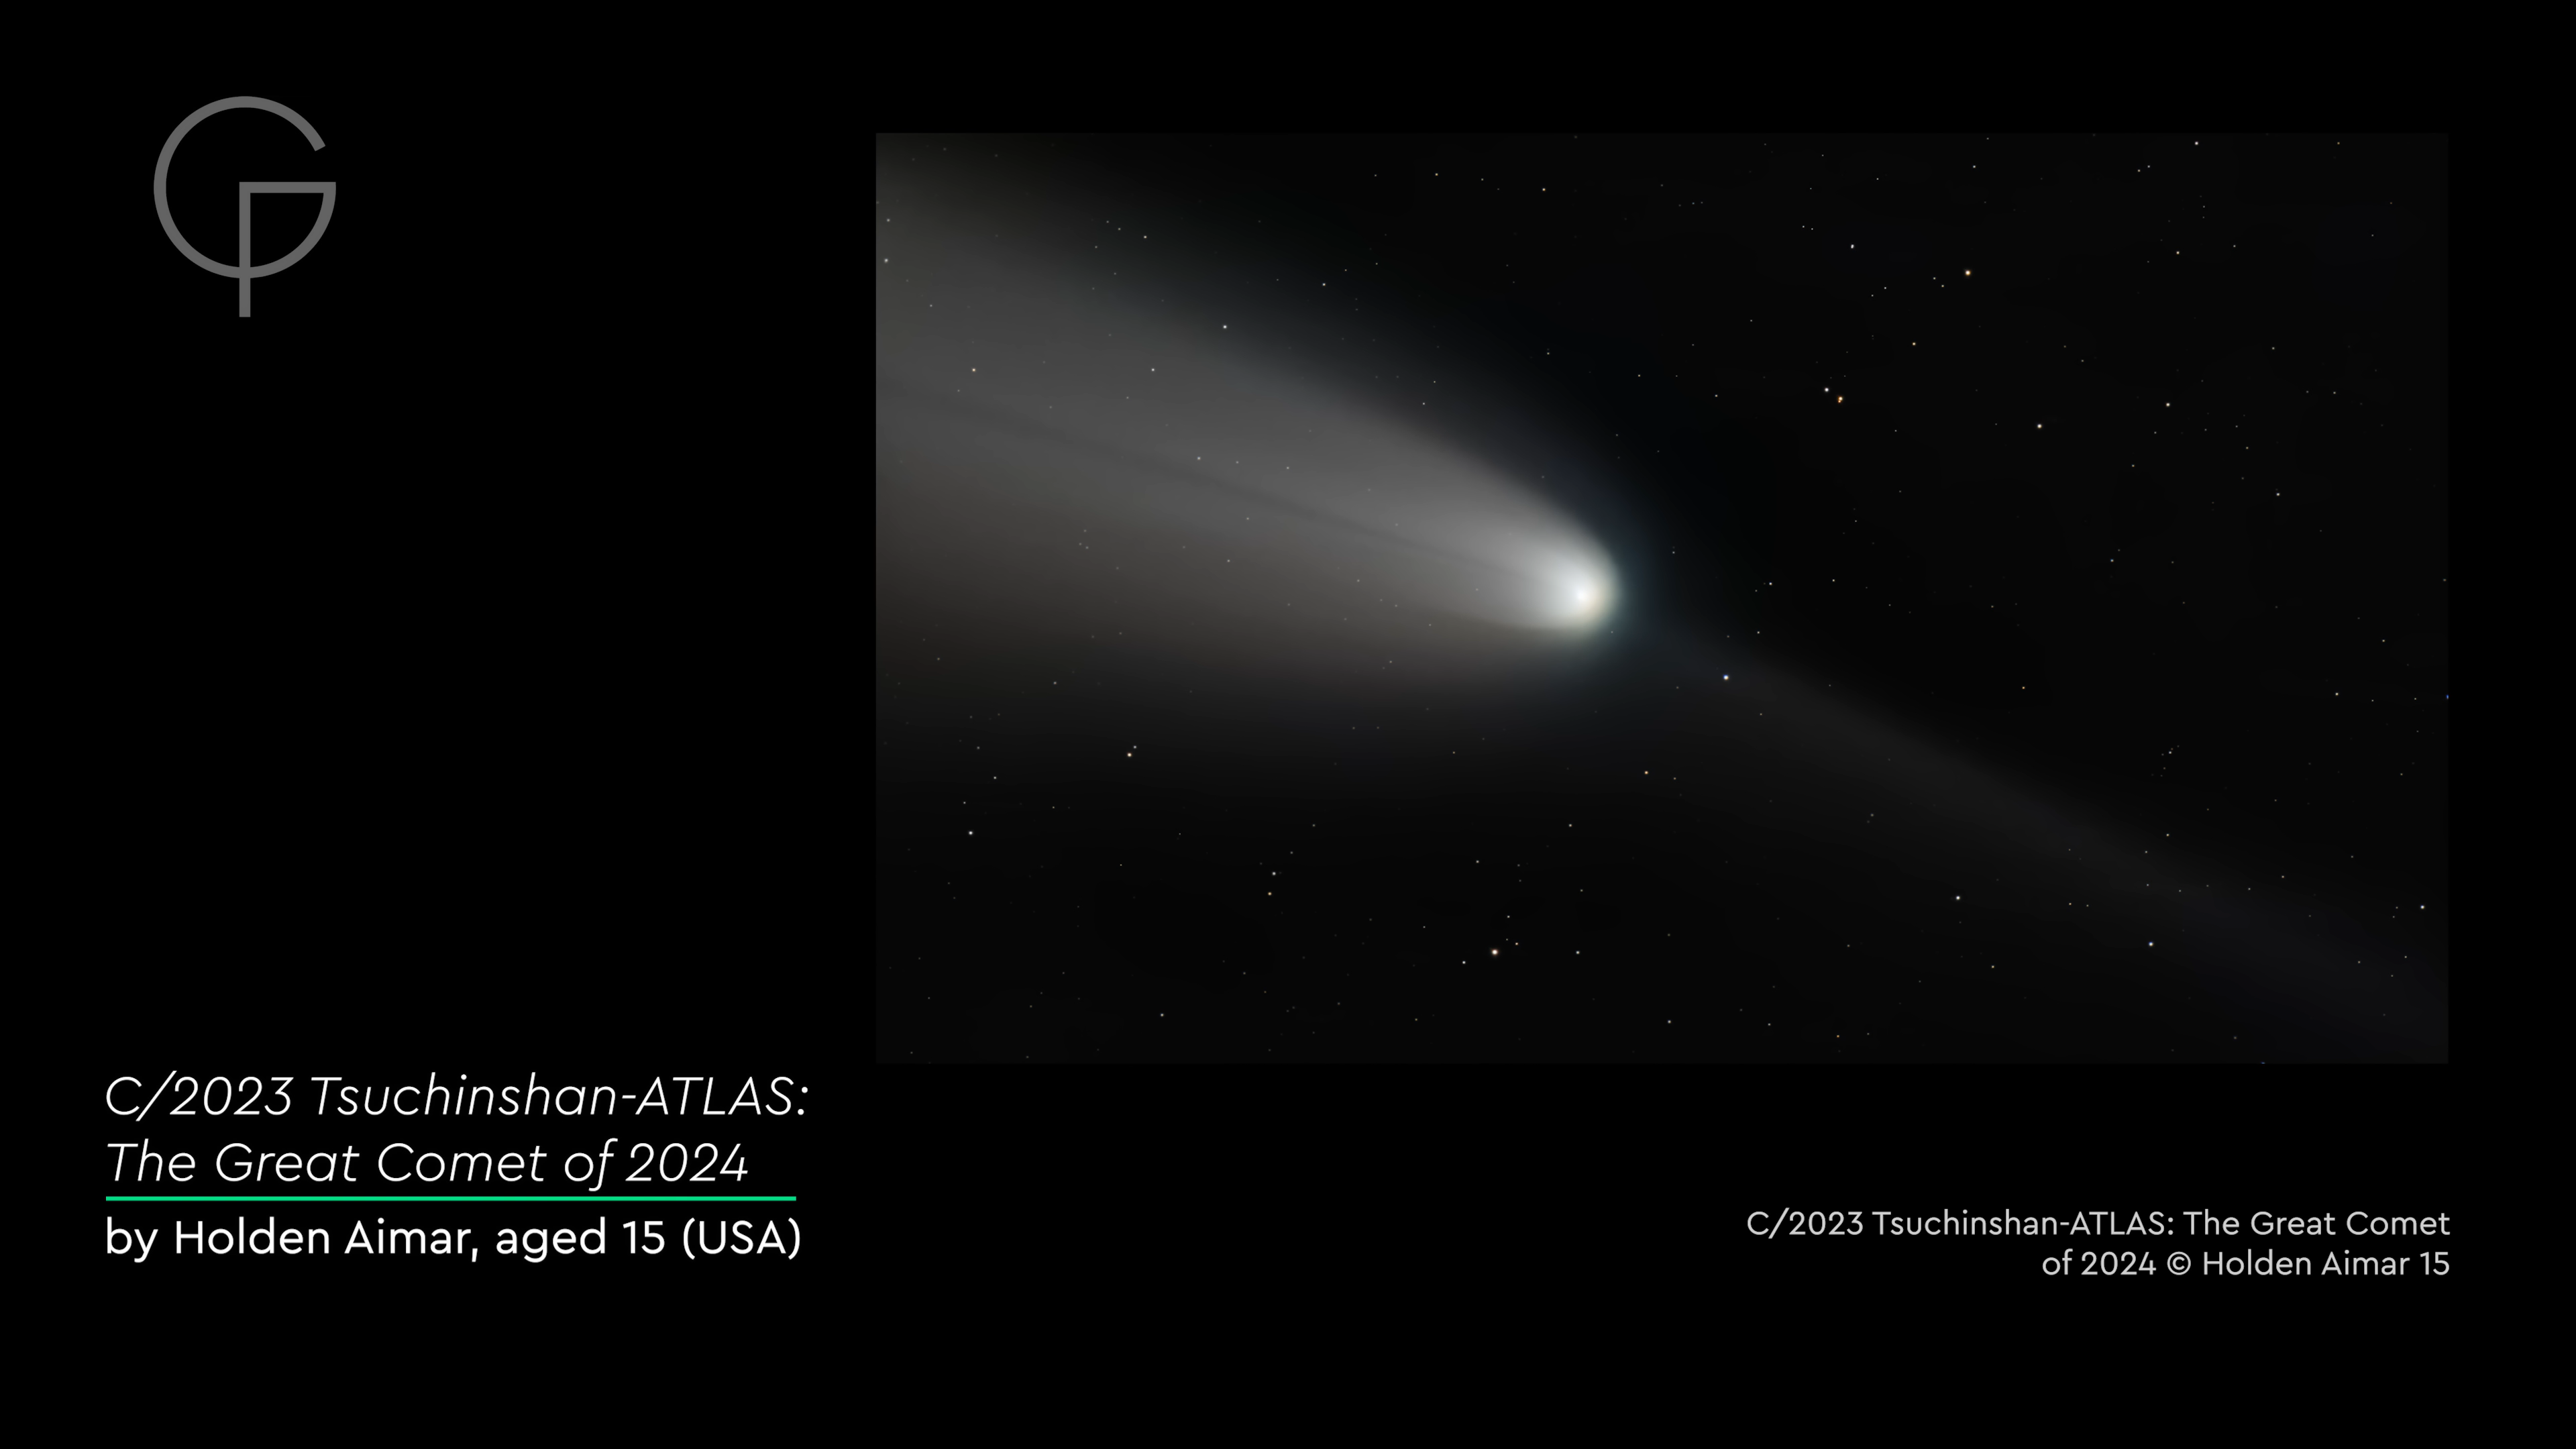 C/2023 Tsuchinshan-ATLAS:
The Great Comet of 2024
by Holden Aimar, aged 15 (USA)
C/2023 Tsuchinshan-ATLAS: The Great Comet
of 2024 © Holden Aimar 15